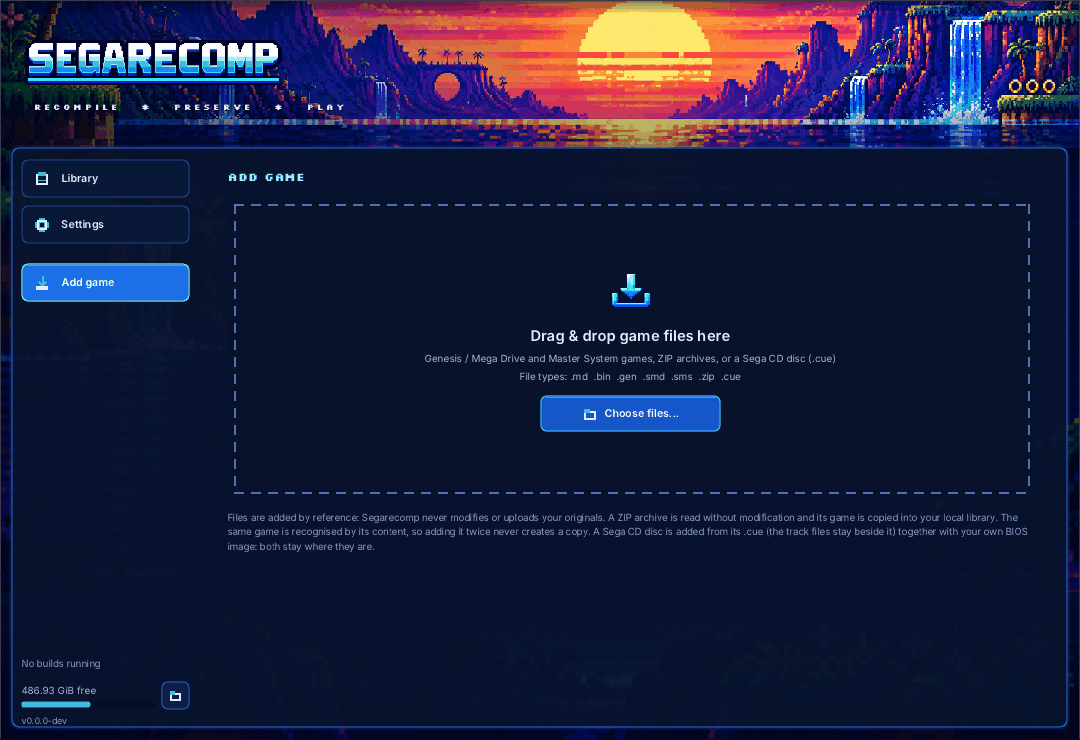 SEGARECOMP
RECOMPILE * PRESERVE * PLAY
Library
Settings
Add game
ADD GAME
Drag & drop game files here
Genesis / Mega Drive and Master System games, ZIP archives, or a Sega CD disc (.cue)
File types: .md .bin .gen .smd .sms .zip .cue
Choose files...
Files are added by reference: Segarecomp never modifies or uploads your originals. A ZIP archive is read without modification and its game is copied into your local library. The
same game is recognised by its content, so adding it twice never creates a copy. A Sega CD disc is added from its .cue (the track files stay beside it) together with your own BIOS
image: both stay where they are.
No builds running
486.93 GiB free
v0.0.0-dev